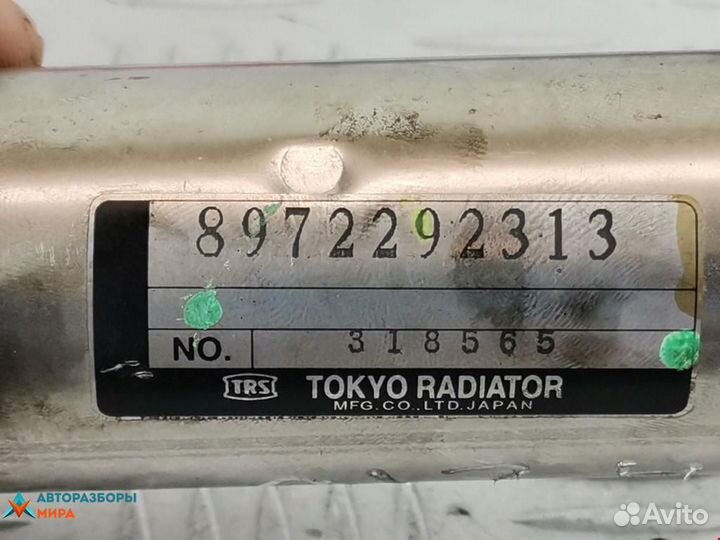 8972292313
NO. 318565
TRS TOKYO RADIATOR
MFG.CO.,LTD.JAPAN
АВТОРАЗБОРЫ
МИРА
Avito